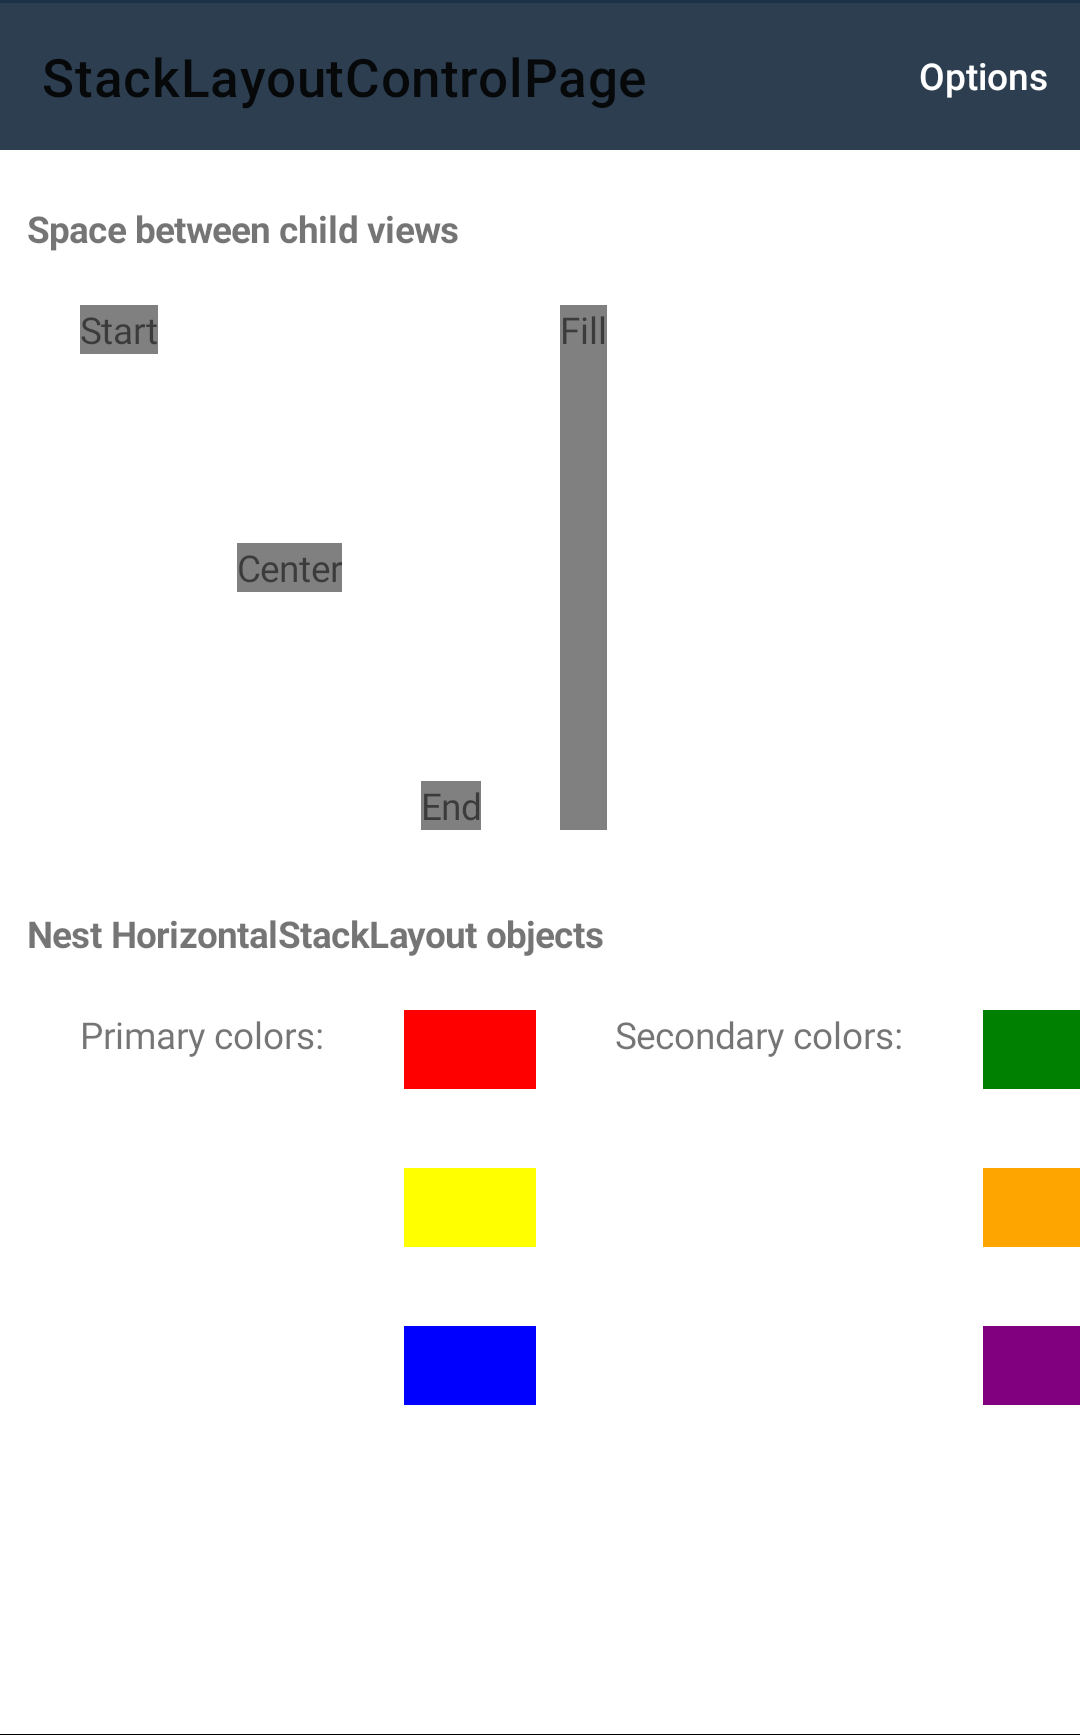 StackLayoutControlPage
Options
Space between child views
Start
Fill
Center
End
Nest HorizontalStackLayout objects
Primary colors:
Secondary colors: